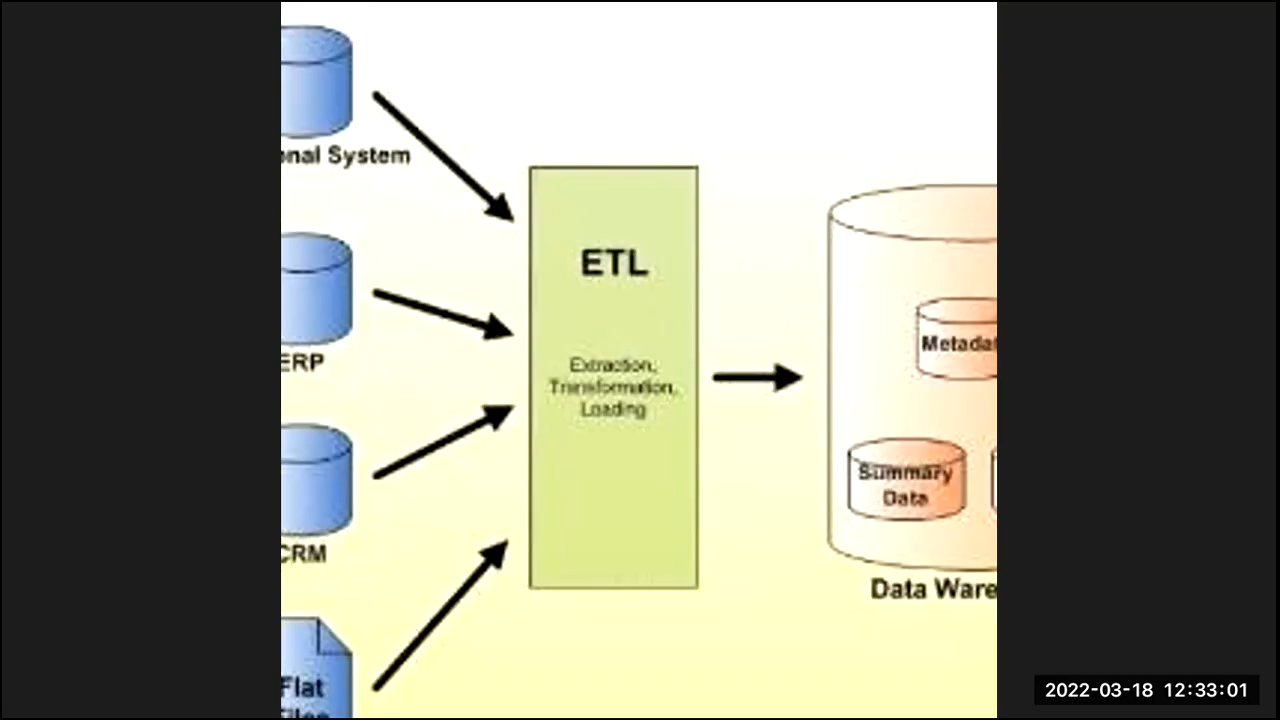 onal System
ERP
CRM
Flat
Files
ETL
Extraction,
Transformation,
Loading
Metadat
Summary
Data
Data Ware
2022-03-18 12:33:01